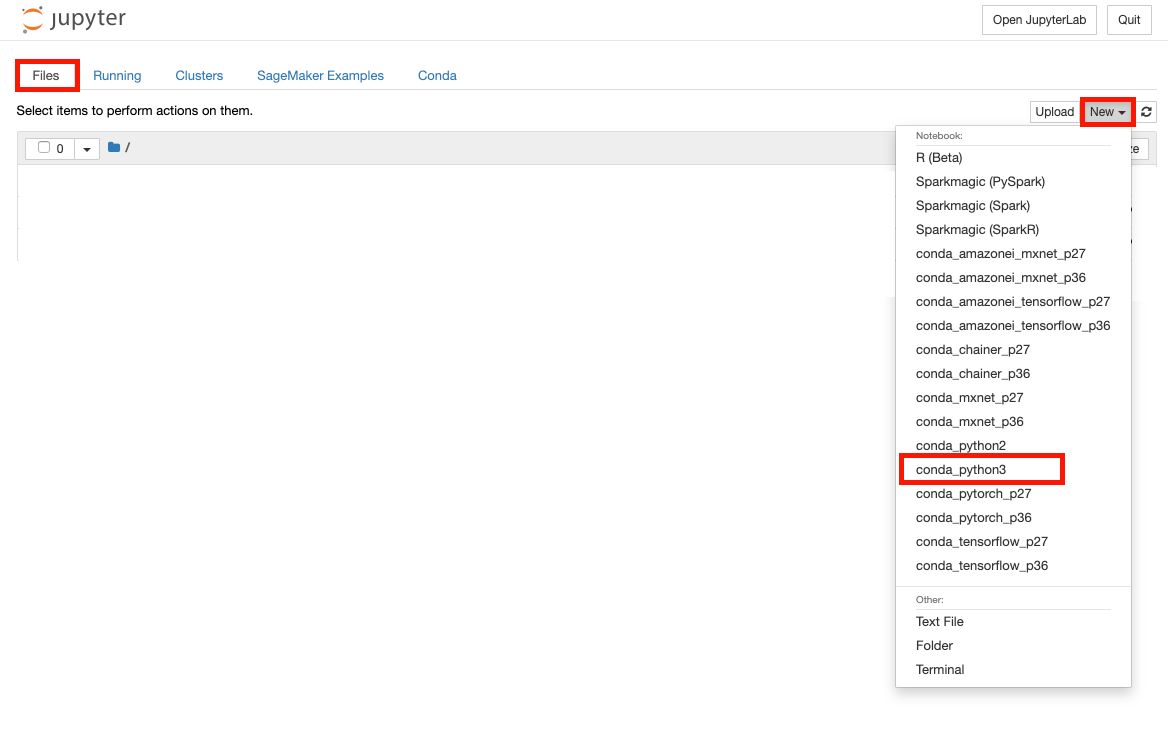 jupyter Open JupyterLab Quit
Files Running Clusters SageMaker Examples Conda
Select items to perform actions on them. Upload New
0 /
Notebook:
R (Beta)
Sparkmagic (PySpark)
Sparkmagic (Spark)
Sparkmagic (SparkR)
conda_amazonei_mxnet_p27
conda_amazonei_mxnet_p36
conda_amazonei_tensorflow_p27
conda_amazonei_tensorflow_p36
conda_chainer_p27
conda_chainer_p36
conda_mxnet_p27
conda_mxnet_p36
conda_python2
conda_python3
conda_pytorch_p27
conda_pytorch_p36
conda_tensorflow_p27
conda_tensorflow_p36
Other:
Text File
Folder
Terminal